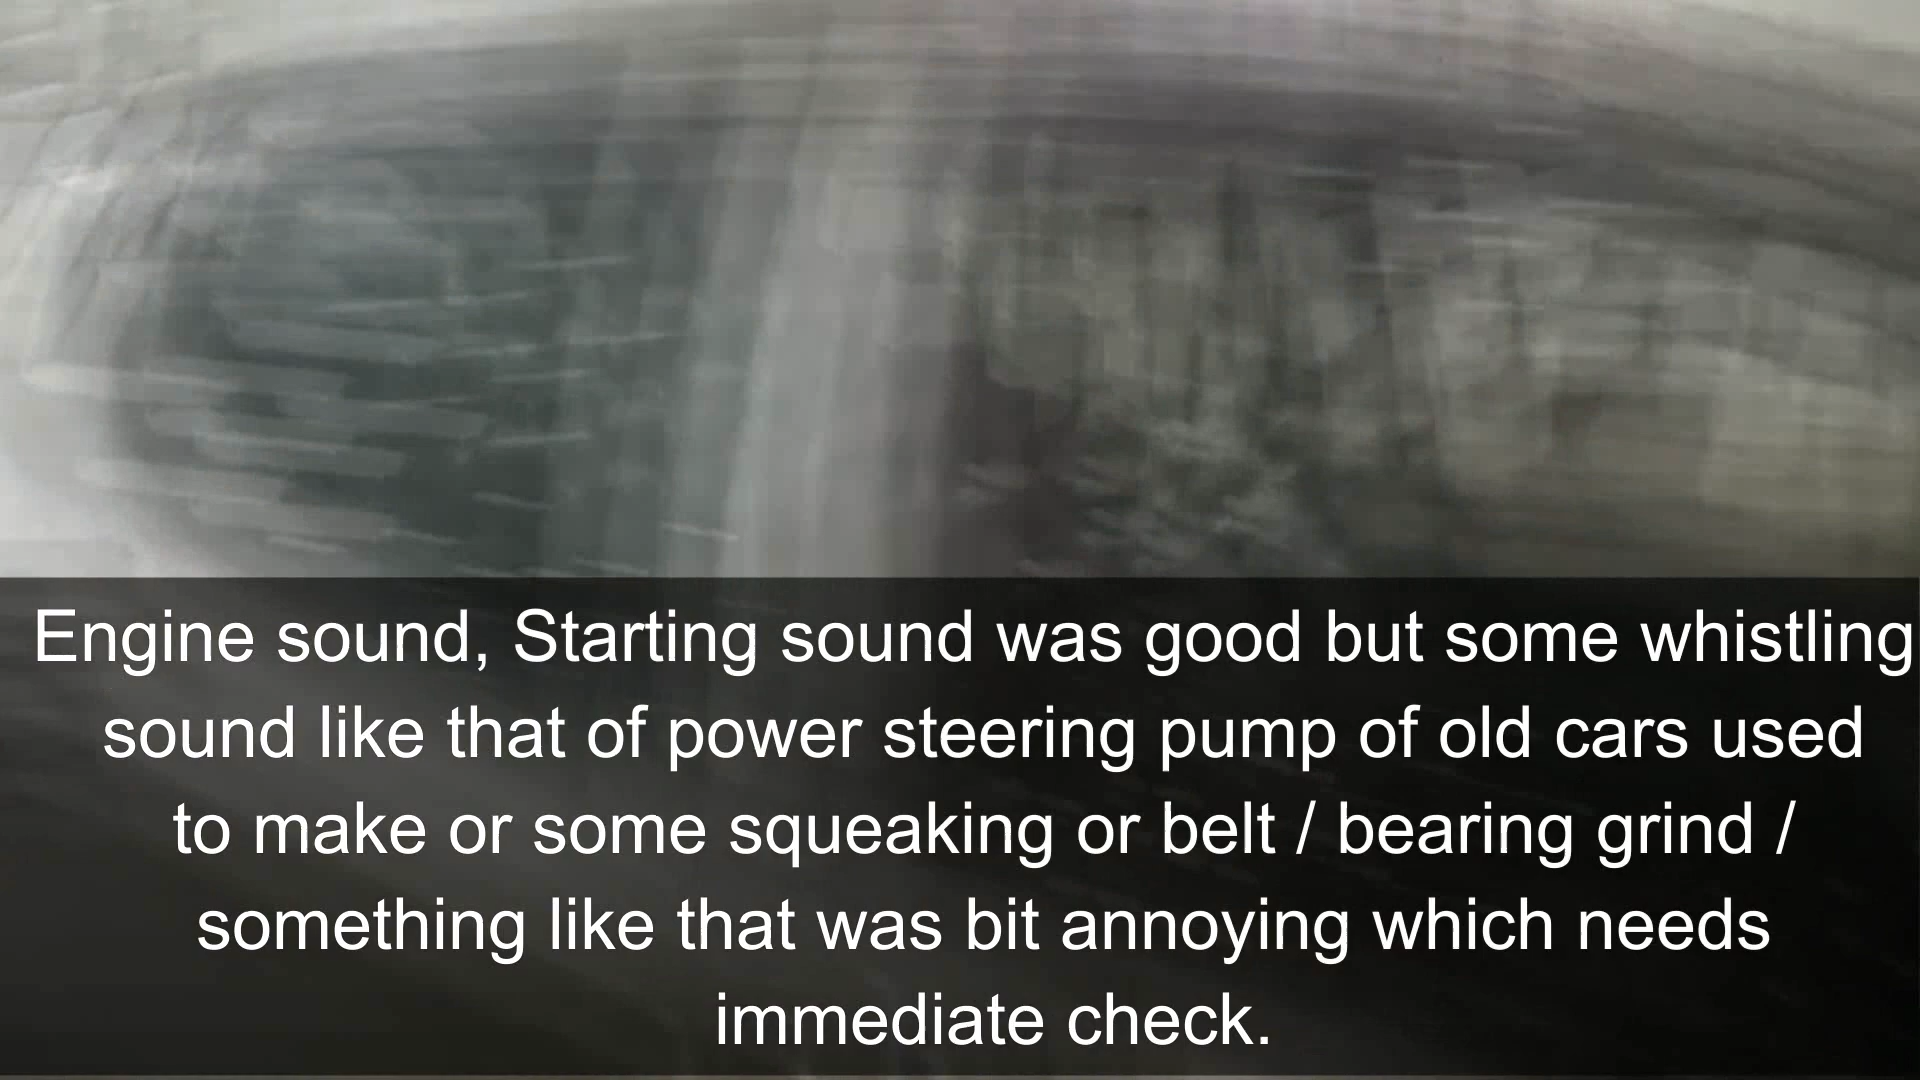 Engine sound, Starting sound was good but some whistling
sound like that of power steering pump of old cars used
to make or some squeaking or belt / bearing grind /
something like that was bit annoying which needs
immediate check.